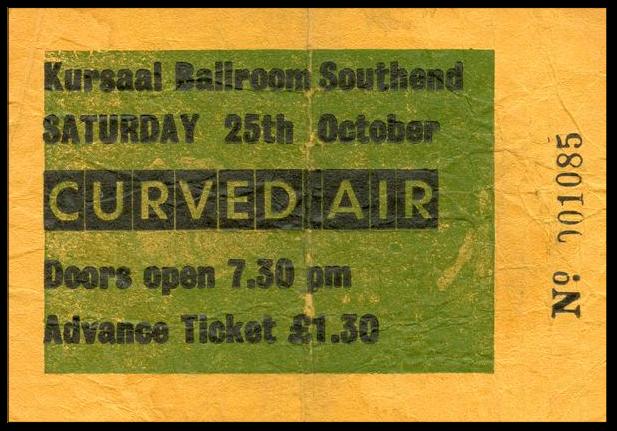 Kursaal Ballroom Southend
SATURDAY 25th October
CURVED AIR
Doors open 7.30 pm
Advance Ticket £1.30
Nº 001085